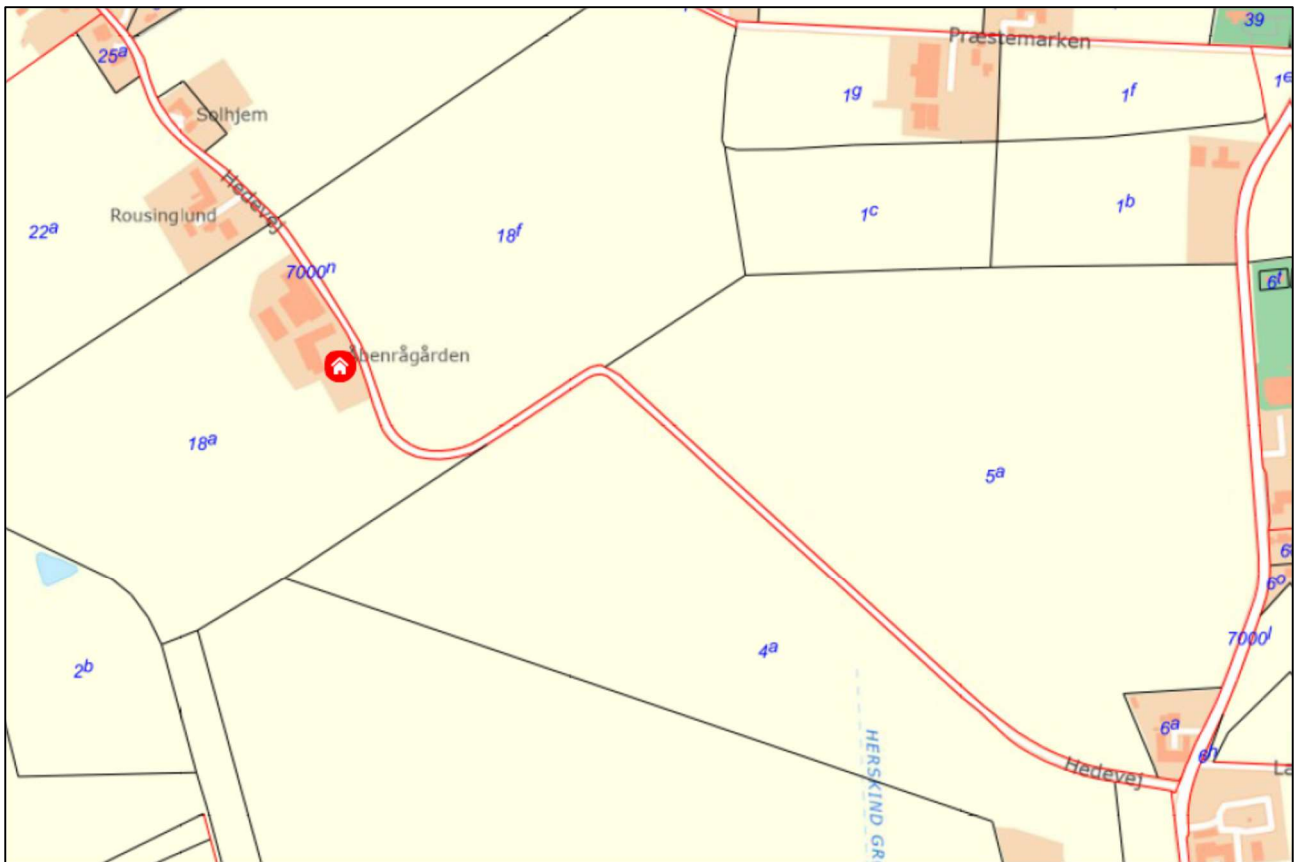 39
25ᵃ
Præstemarken
1ᵍ
1ᶠ
1ᵉ
Solhjem
Hedevej
Rousinglund
22ᵃ
18ᶠ
1ᶜ
1ᵇ
7000ⁿ
6ᶠ
Åbenrågården
18ᵃ
5ᵃ
6
6ᵒ
7000ˡ
2ᵇ
4ᵃ
6ᵃ
6ʰ
HERSKIND GR
Hedevej
La